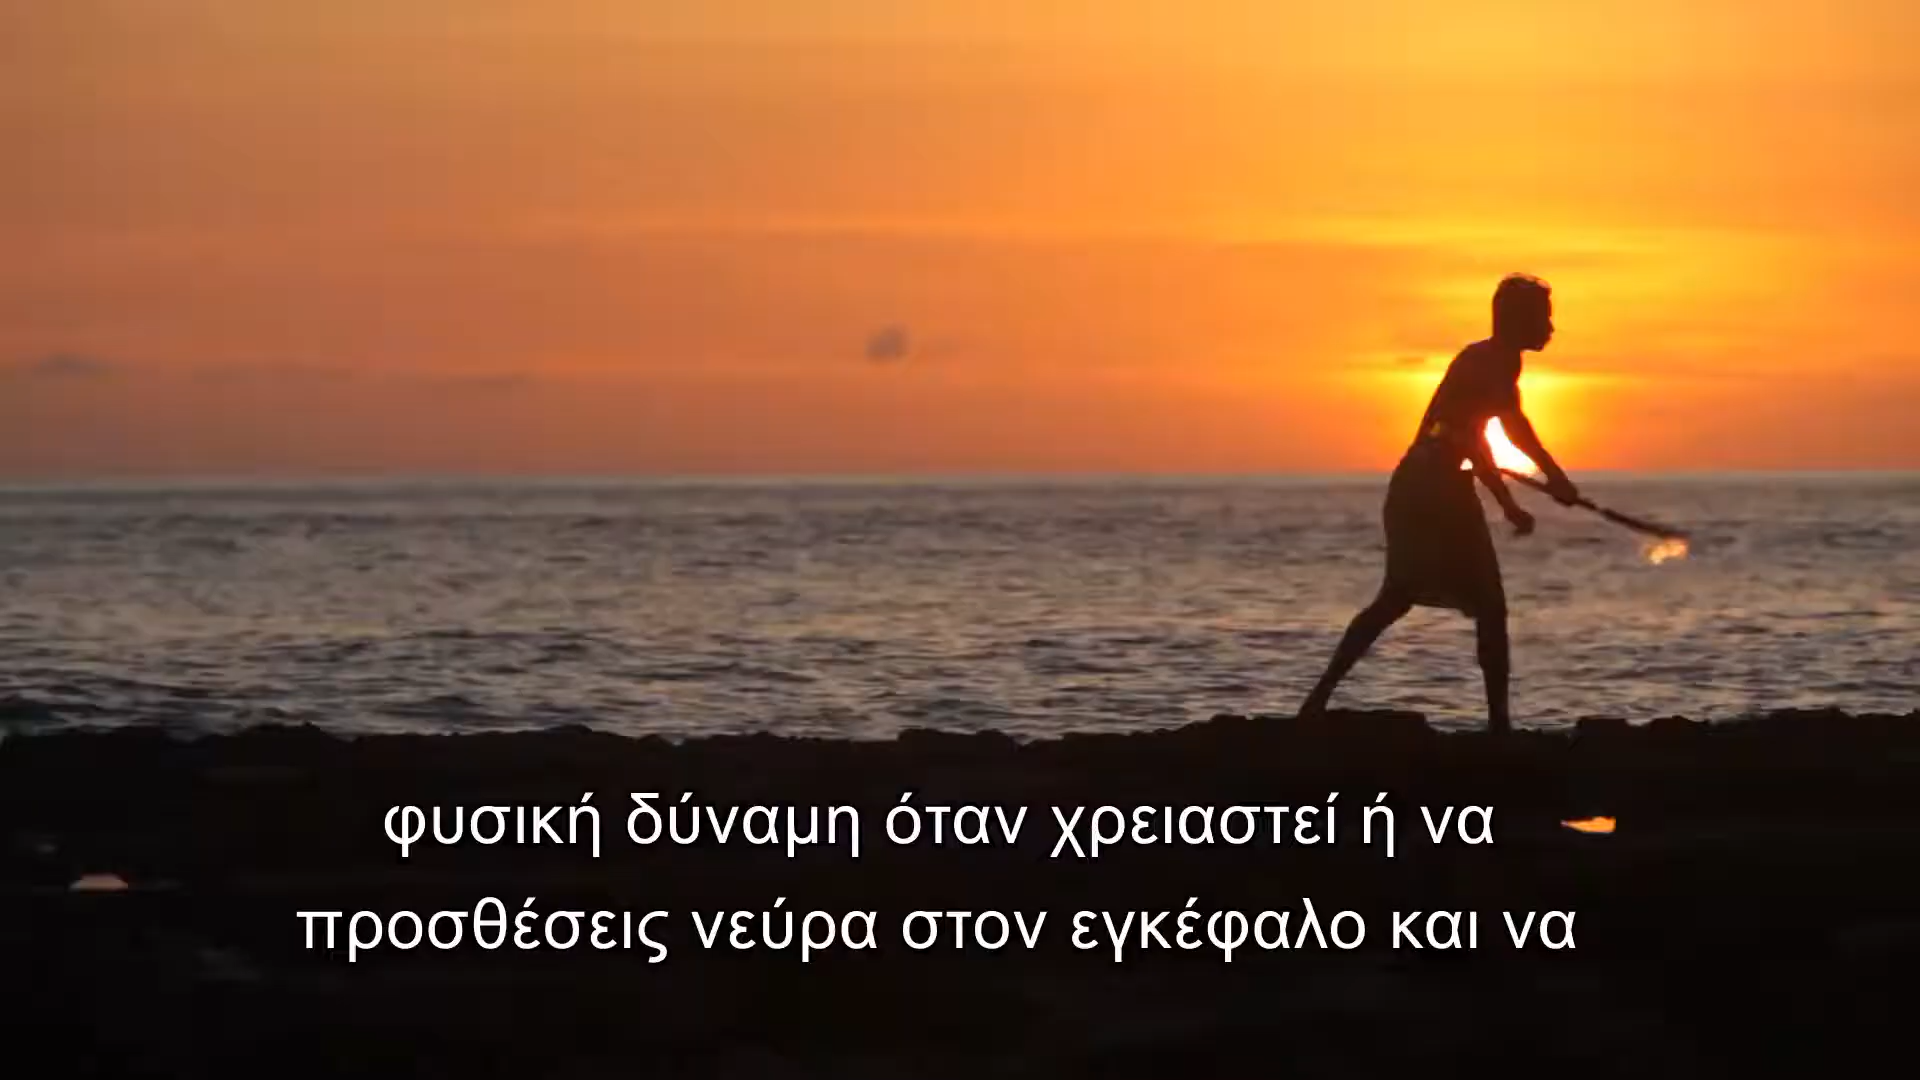 φυσική δύναμη όταν χρειαστεί ή να
προσθέσεις νεύρα στον εγκέφαλο και να